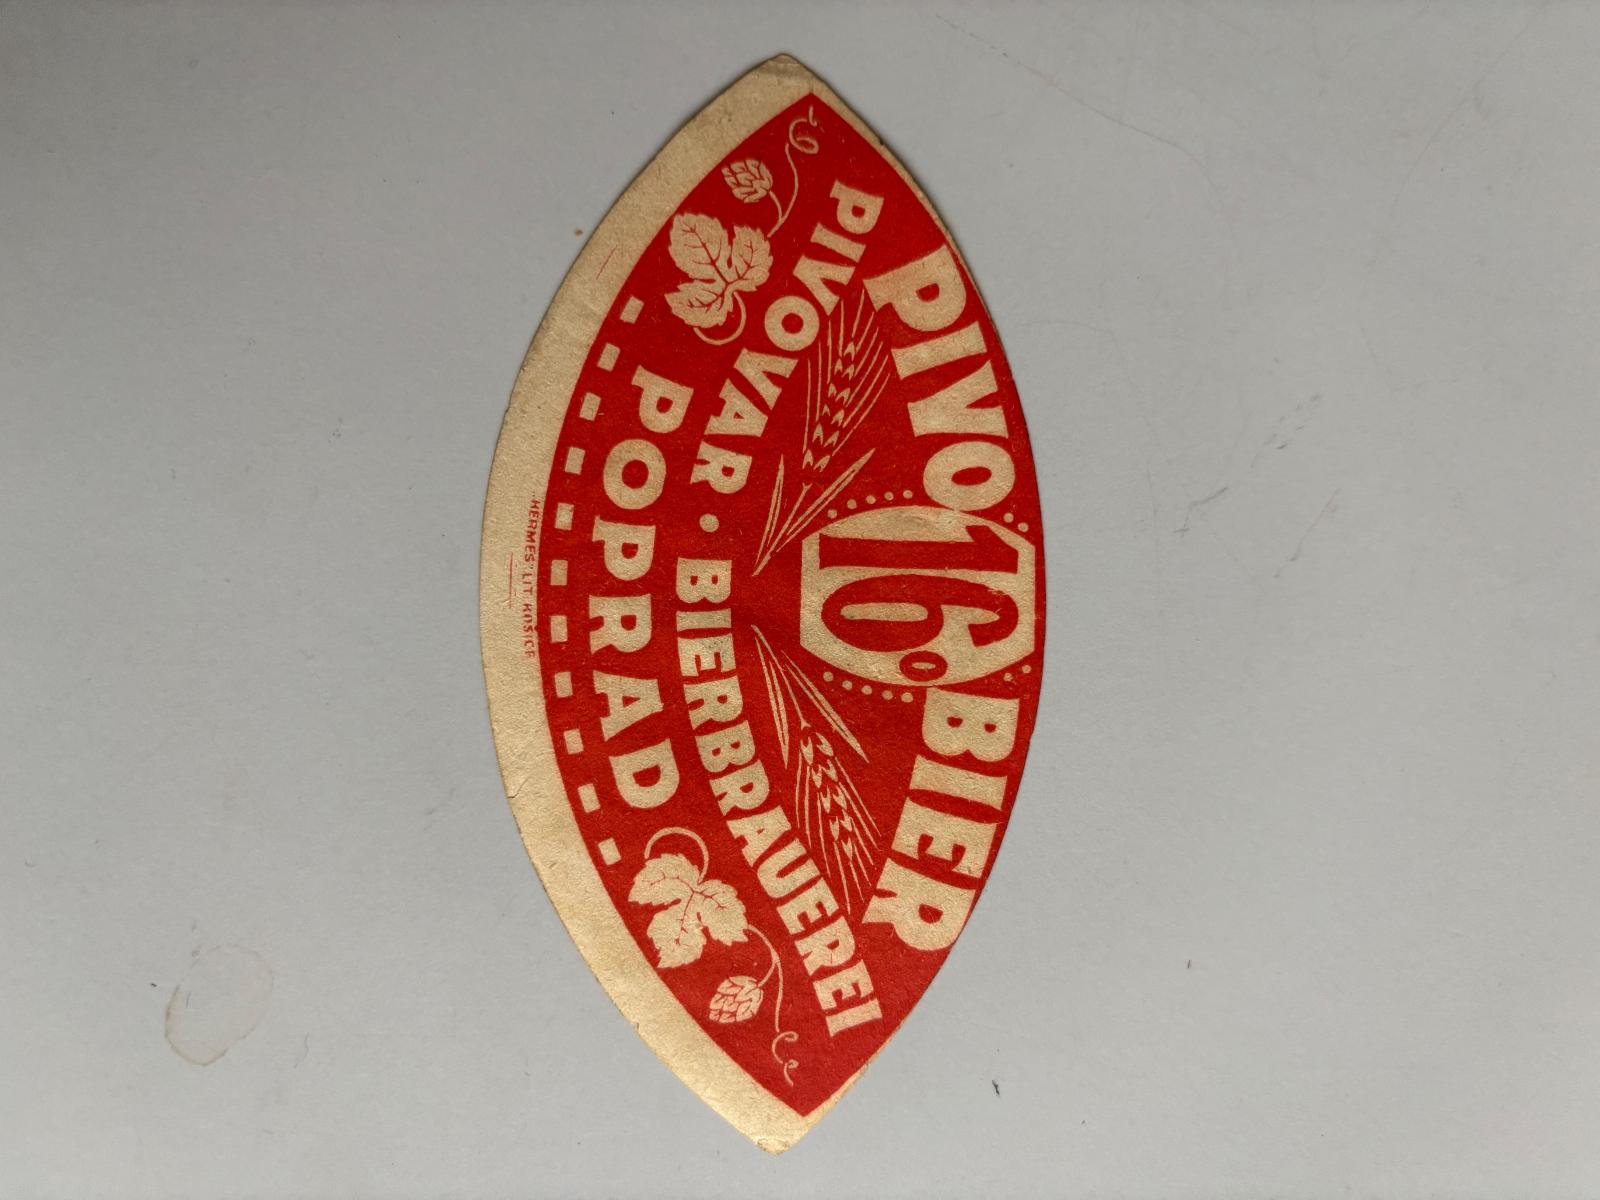 PIVO 16° BIER
PIVOVAR • BIERBRAUEREI
POPRAD
"HERMES" LIT. KOŠICE